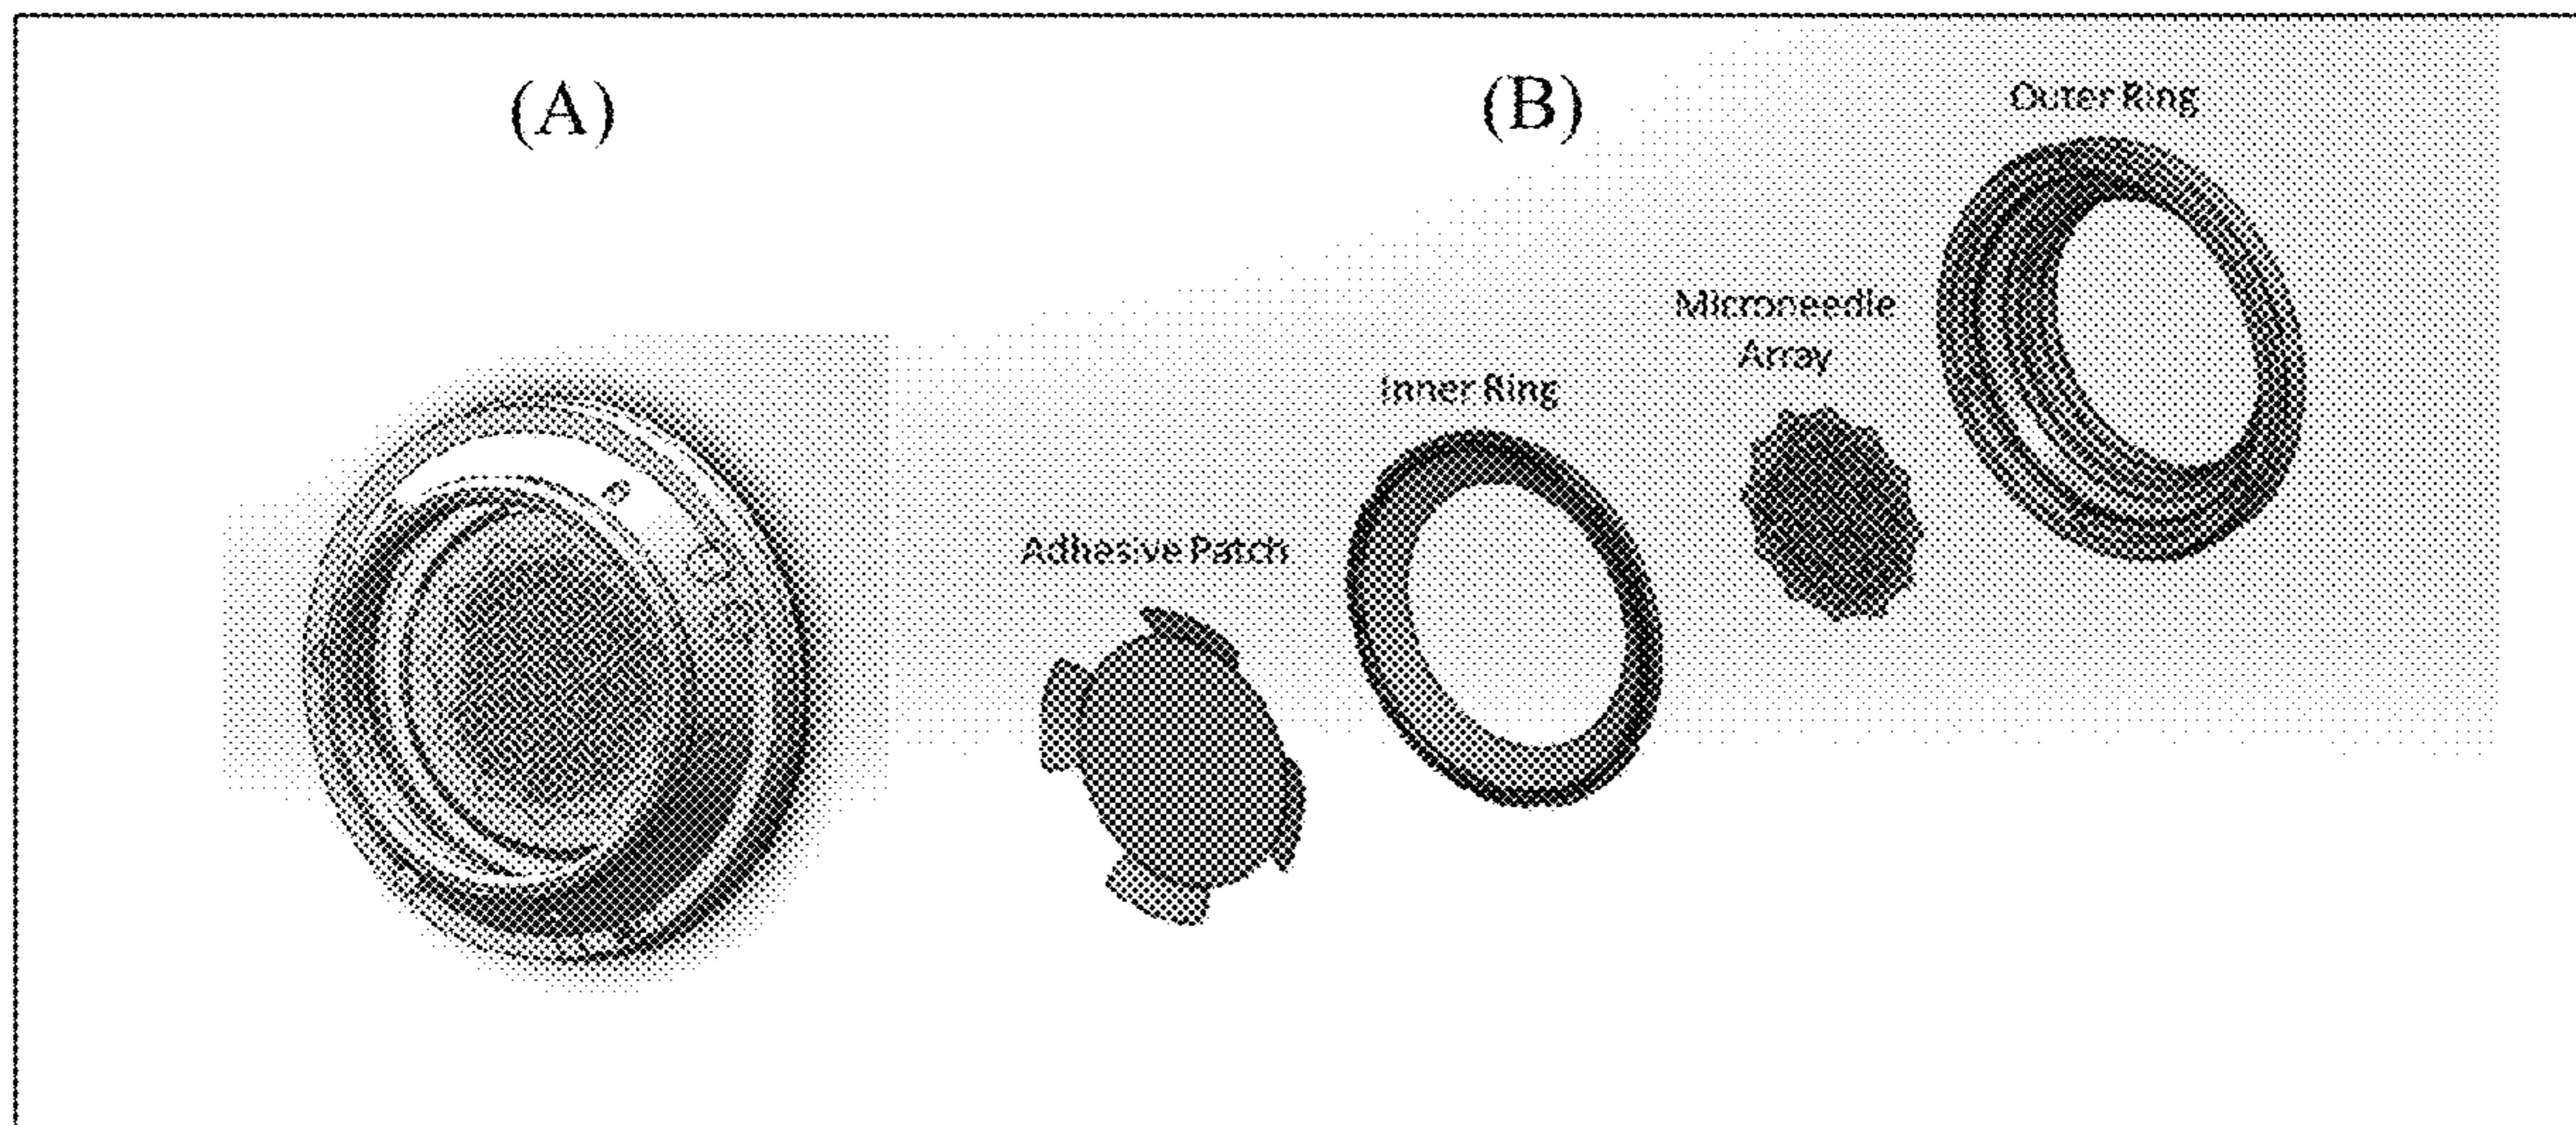 (A)
(B)
Outer Ring
Microneedle
Array
Inner Ring
Adhesive Patch